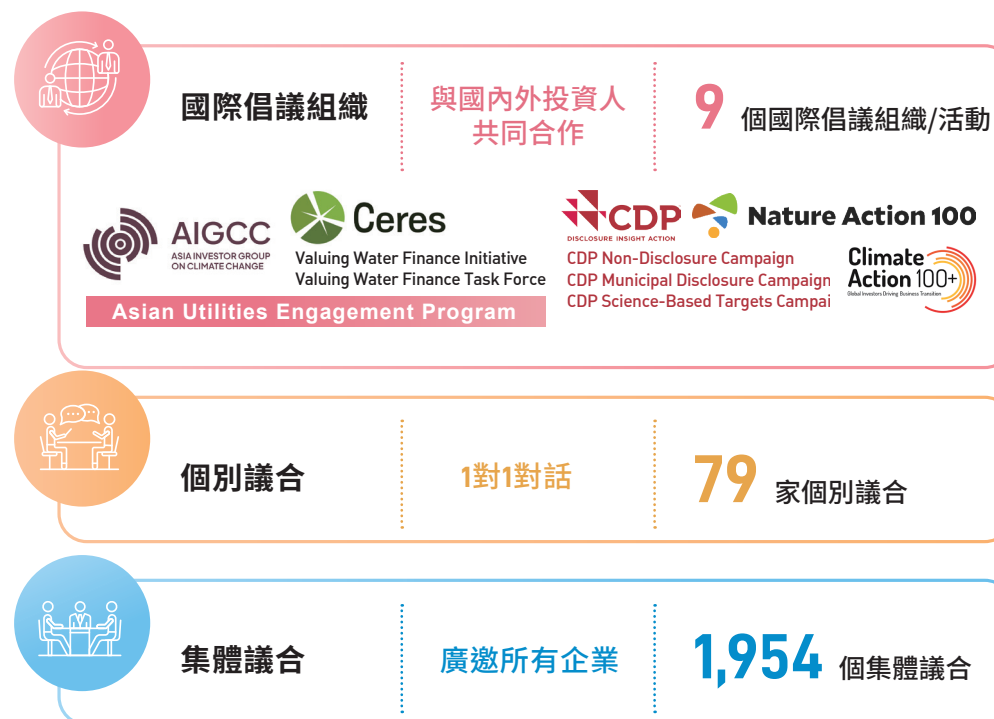 國際倡議組織
與國內外投資人
共同合作
9 個國際倡議組織/活動
AIGCC
ASIA INVESTOR GROUP
ON CLIMATE CHANGE
Ceres
Valuing Water Finance Initiative
Valuing Water Finance Task Force
Asian Utilities Engagement Program
CDP
DISCLOSURE INSIGHT ACTION
CDP Non-Disclosure Campaign
CDP Municipal Disclosure Campaign
CDP Science-Based Targets Campai
Nature Action 100
Climate
Action 100+
Global Investors Driving Business Transition
個別議合
1對1對話
79 家個別議合
集體議合
廣邀所有企業
1,954 個集體議合